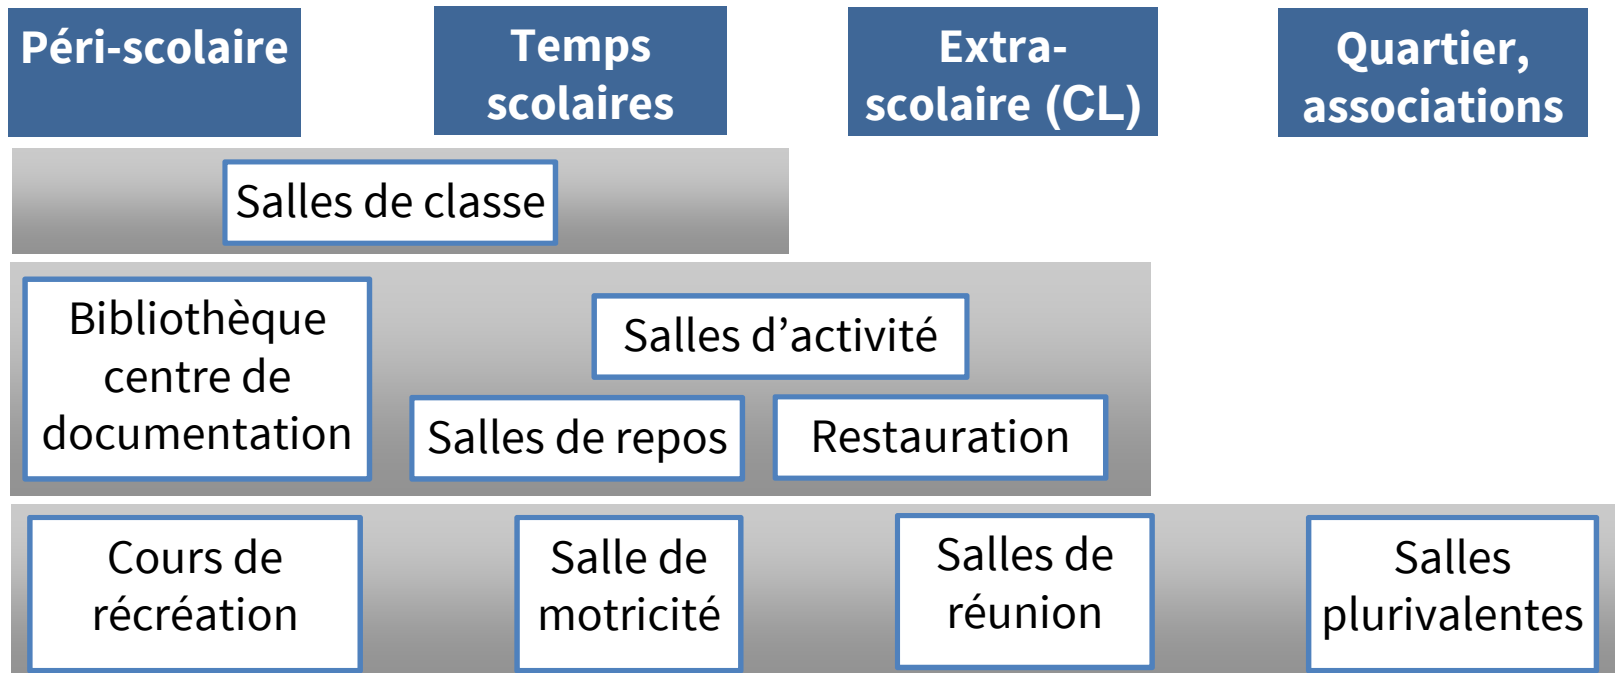 Péri-scolaire
Temps
scolaires
Extra-
scolaire (CL)
Quartier,
associations
Salles de classe
Bibliothèque
centre de
documentation
Salles d’activité
Salles de repos
Restauration
Cours de
récréation
Salle de
motricité
Salles de
réunion
Salles
plurivalentes